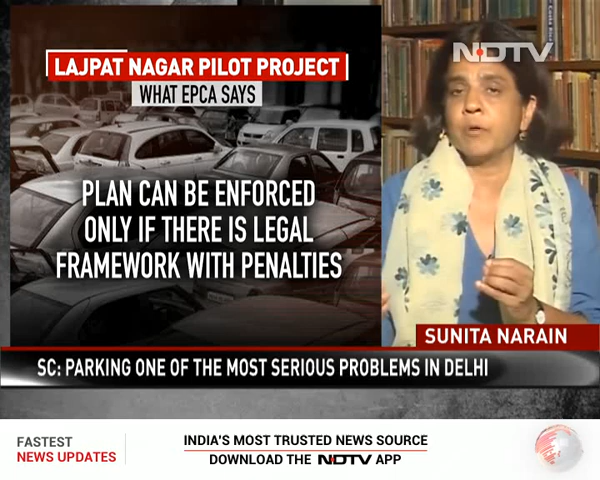 NDTV
LAJPAT NAGAR PILOT PROJECT
WHAT EPCA SAYS
PLAN CAN BE ENFORCED
ONLY IF THERE IS LEGAL
FRAMEWORK WITH PENALTIES
SUNITA NARAIN
SC: PARKING ONE OF THE MOST SERIOUS PROBLEMS IN DELHI
FASTEST
NEWS UPDATES
INDIA'S MOST TRUSTED NEWS SOURCE
DOWNLOAD THE NDTV APP